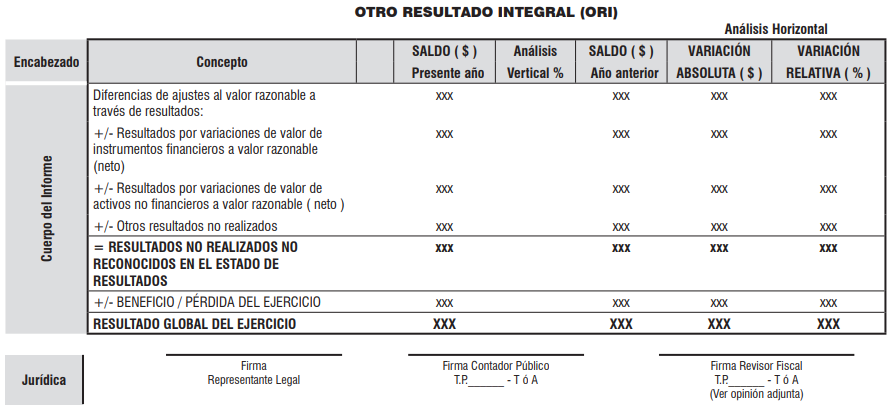 OTRO RESULTADO INTEGRAL (ORI)
Análisis Horizontal
Encabezado Concepto SALDO ( $ ) Análisis SALDO ( $ ) VARIACIÓN VARIACIÓN
Presente año Vertical % Año anterior ABSOLUTA ( $ ) RELATIVA ( % )
Cuerpo del Informe
Diferencias de ajustes al valor razonable a xxx xxx xxx xxx
través de resultados:
+/- Resultados por variaciones de valor de xxx xxx xxx xxx
instrumentos financieros a valor razonable
(neto)
+/- Resultados por variaciones de valor de xxx xxx xxx xxx
activos no financieros a valor razonable ( neto )
+/- Otros resultados no realizados xxx xxx xxx xxx
= RESULTADOS NO REALIZADOS NO xxx xxx xxx xxx
RECONOCIDOS EN EL ESTADO DE
RESULTADOS
+/- BENEFICIO / PÉRDIDA DEL EJERCICIO xxx xxx xxx xxx
RESULTADO GLOBAL DEL EJERCICIO XXX XXX XXX XXX
Jurídica
Firma Firma Contador Público Firma Revisor Fiscal
Representante Legal T.P.______ - T ó A T.P.______ - T ó A
(Ver opinión adjunta)